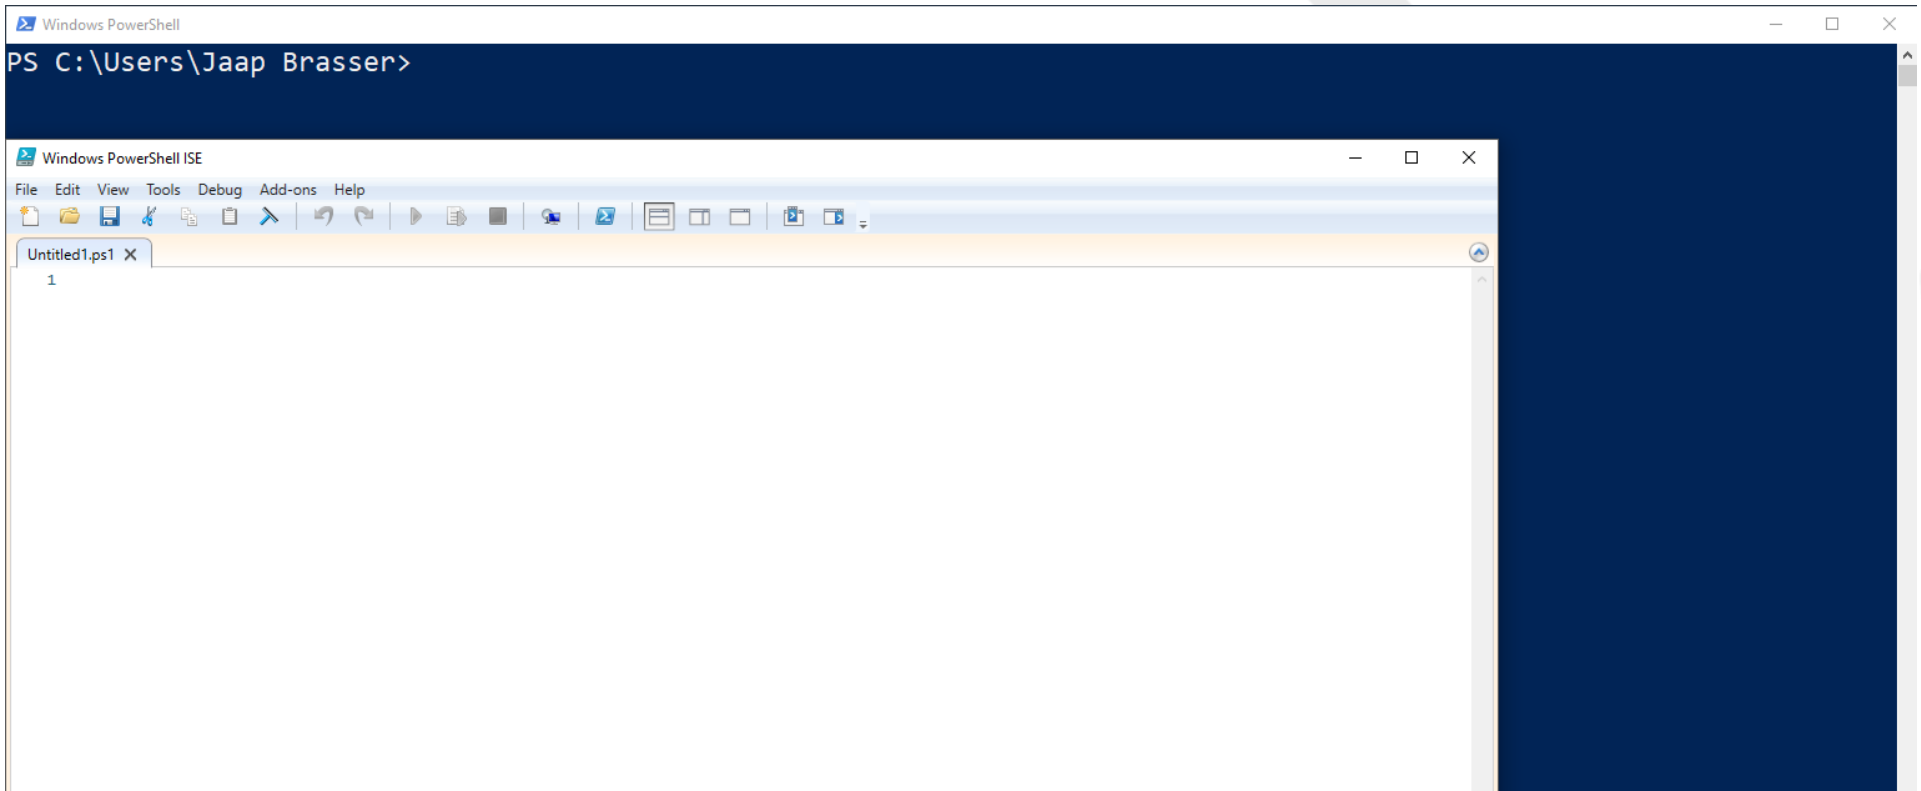 Windows PowerShell
PS C:\Users\Jaap Brasser>
Windows PowerShell ISE
File Edit View Tools Debug Add-ons Help
Untitled1.ps1
1